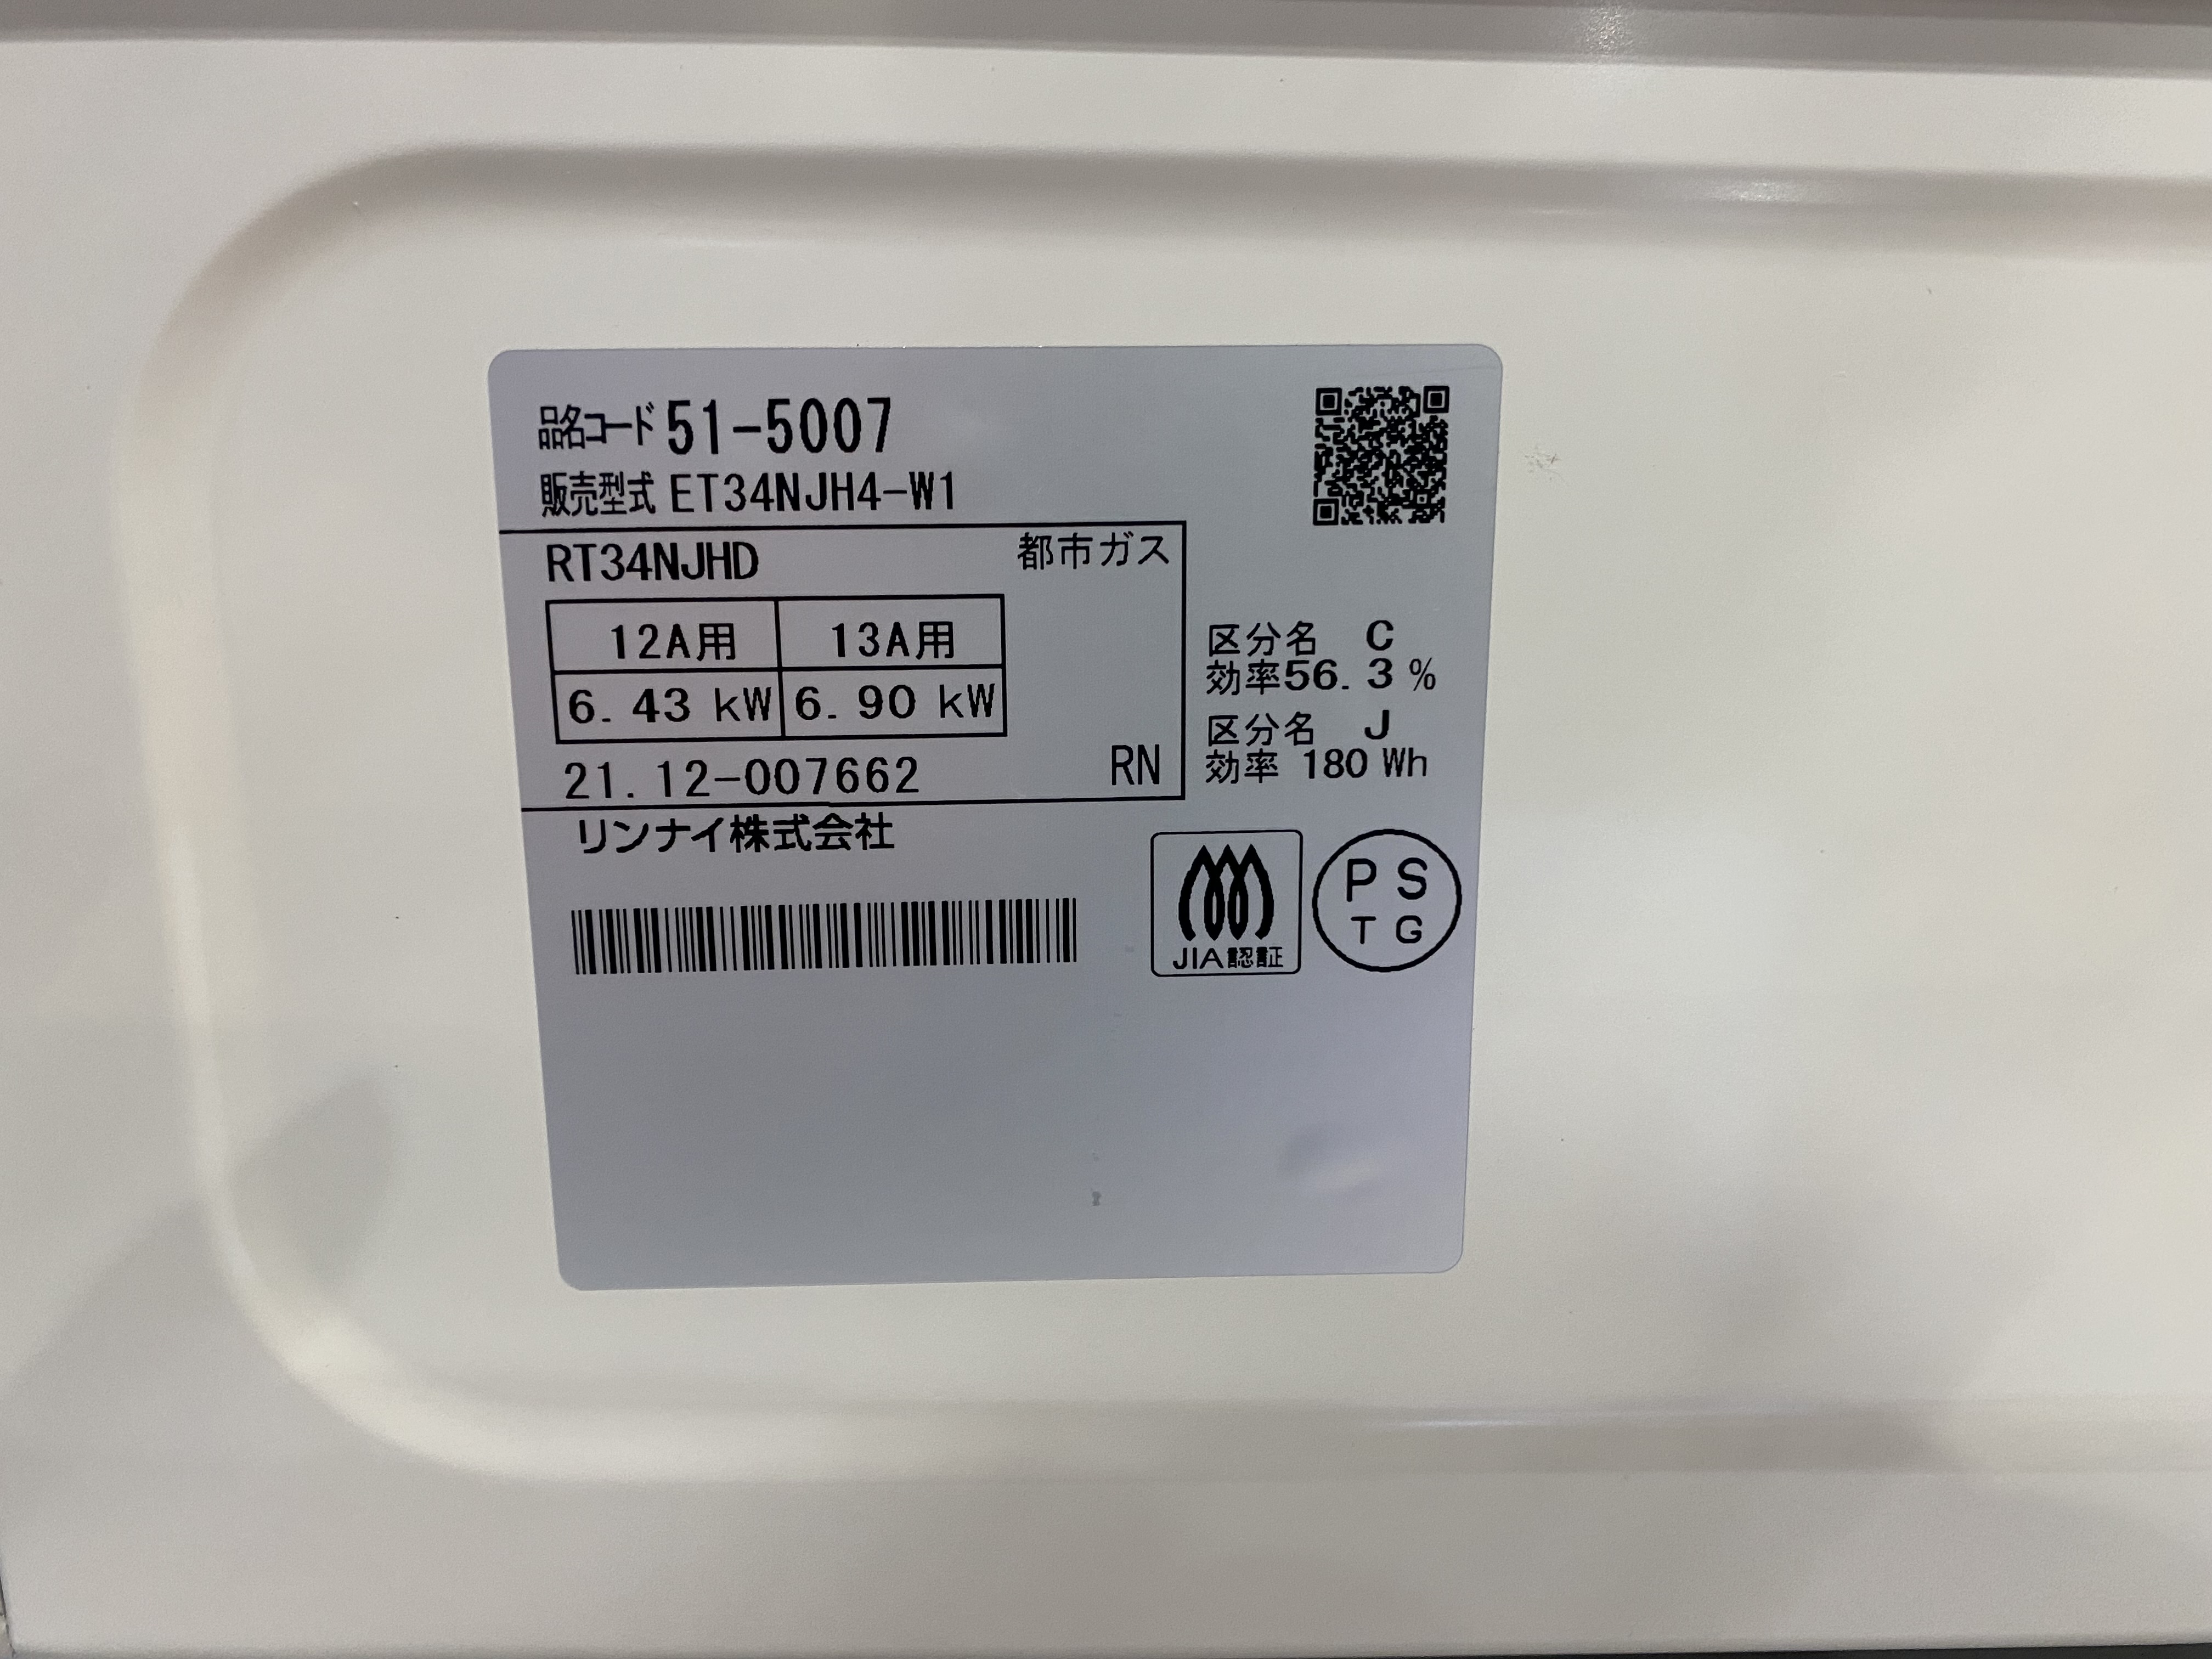 品名コード 51-5007
販売型式 ET34NJH4-W1
RT34NJHD 都市ガス
12A用 13A用
6.43 kW 6.90 kW
21.12-007662 RN
区分名 C
効率56.3%
区分名 J
効率 180 Wh
リンナイ株式会社
JIA認証
PS
TG